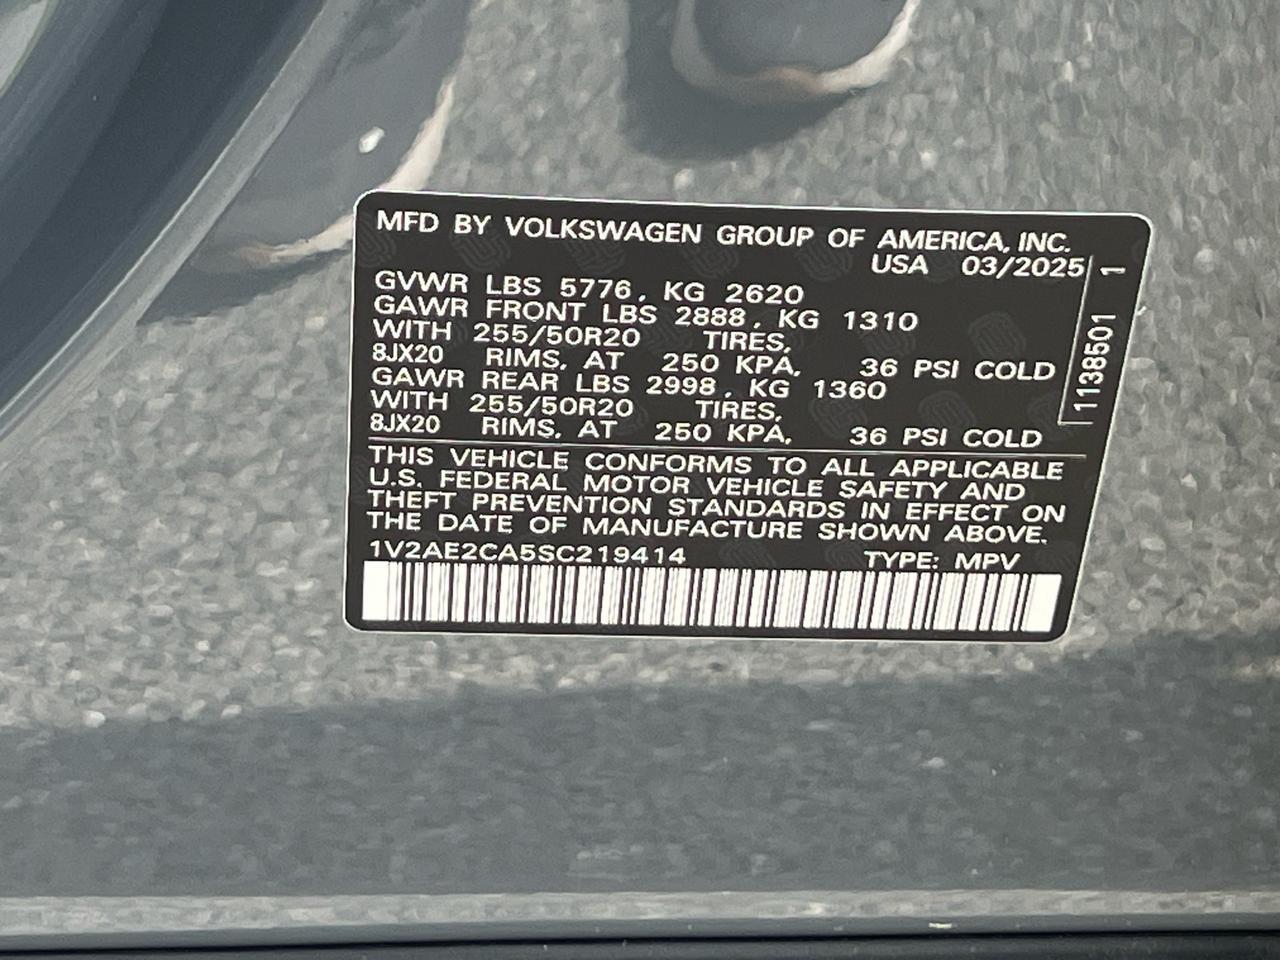 MFD BY VOLKSWAGEN GROUP OF AMERICA, INC.
USA 03/2025
GVWR LBS 5776, KG 2620
GAWR FRONT LBS 2888, KG 1310
WITH 255/50R20 TIRES,
8JX20 RIMS, AT 250 KPA, 36 PSI COLD
GAWR REAR LBS 2998, KG 1360
WITH 255/50R20 TIRES,
8JX20 RIMS, AT 250 KPA, 36 PSI COLD
THIS VEHICLE CONFORMS TO ALL APPLICABLE
U.S. FEDERAL MOTOR VEHICLE SAFETY AND
THEFT PREVENTION STANDARDS IN EFFECT ON
THE DATE OF MANUFACTURE SHOWN ABOVE.
1V2AE2CA5SC219414 TYPE: MPV
1138501 1